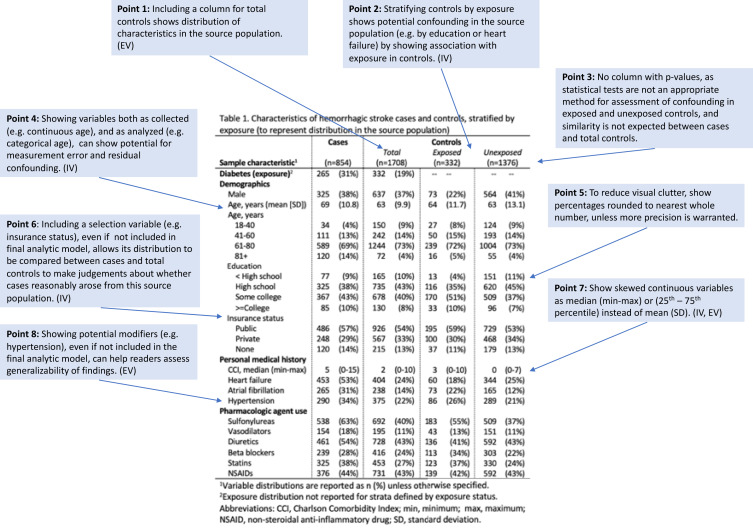 Point 1: Including a column for total
controls shows distribution of
characteristics in the source population.
(EV)
Point 2: Stratifying controls by exposure
shows potential confounding in the source
population (e.g. by education or heart
failure) by showing association with
exposure in controls. (IV)
Point 3: No column with p-values, as
statistical tests are not an appropriate
method for assessment of confounding in
exposed and unexposed controls, and
similarity is not expected between cases
and total controls.
Point 4: Showing variables both as collected
(e.g. continuous age), and as analyzed (e.g.
categorical age), can show potential for
measurement error and residual
confounding. (IV)
Point 5: To reduce visual clutter, show
percentages rounded to nearest whole
number, unless more precision is warranted.
Point 6: Including a selection variable (e.g.
insurance status), even if not included in
final analytic model, allows its distribution to
be compared between cases and total
controls to make judgements about whether
cases reasonably arose from this source
population. (IV)
Point 7: Show skewed continuous variables
as median (min-max) or (25th – 75th
percentile) instead of mean (SD). (IV, EV)
Point 8: Showing potential modifiers (e.g.
hypertension), even if not included in the
final analytic model, can help readers assess
generalizability of findings. (EV)
Table 1. Characteristics of hemorrhagic stroke cases and controls, stratified by
exposure (to represent distribution in the source population)
Cases Controls
Total Exposed Unexposed
Sample characteristic1 (n=854) (n=1708) (n=332) (n=1376)
Diabetes (exposure)2 265 (31%) 332 (19%) -- -- -- --
Demographics
Male 325 (38%) 637 (37%) 73 (22%) 564 (41%)
Age, years (mean [SD]) 69 (10.8) 63 (9.9) 64 (11.7) 63 (13.1)
Age, years
18-40 34 (4%) 150 (9%) 27 (8%) 124 (9%)
41-60 111 (13%) 242 (14%) 50 (15%) 193 (14%)
61-80 589 (69%) 1244 (73%) 239 (72%) 1004 (73%)
81+ 120 (14%) 72 (4%) 16 (5%) 55 (4%)
Education
< High school 77 (9%) 165 (10%) 13 (4%) 151 (11%)
High school 325 (38%) 735 (43%) 116 (35%) 620 (45%)
Some college 367 (43%) 678 (40%) 170 (51%) 509 (37%)
>=College 85 (10%) 130 (8%) 33 (10%) 96 (7%)
Insurance status
Public 486 (57%) 926 (54%) 195 (59%) 729 (53%)
Private 248 (29%) 567 (33%) 100 (30%) 468 (34%)
None 120 (14%) 215 (13%) 37 (11%) 179 (13%)
Personal medical history
CCI, median (min-max) 5 (0-15) 2 (0-10) 3 (0-10) 0 (0-7)
Heart failure 453 (53%) 404 (24%) 60 (18%) 344 (25%)
Atrial fibrillation 265 (31%) 238 (14%) 73 (22%) 165 (12%)
Hypertension 290 (34%) 375 (22%) 86 (26%) 289 (21%)
Pharmacologic agent use
Sulfonylureas 538 (63%) 692 (40%) 183 (55%) 509 (37%)
Vasodilators 154 (18%) 195 (11%) 43 (13%) 151 (11%)
Diuretics 461 (54%) 728 (43%) 136 (41%) 592 (43%)
Beta blockers 239 (28%) 416 (24%) 113 (34%) 303 (22%)
Statins 325 (38%) 453 (27%) 123 (37%) 330 (24%)
NSAIDs 376 (44%) 731 (43%) 139 (42%) 592 (43%)
1Variable distributions are reported as n (%) unless otherwise specified.
2Exposure distribution not reported for strata defined by exposure status.
Abbreviations: CCI, Charlson Comorbidity Index; min, minimum; max, maximum;
NSAID, non-steroidal anti-inflammatory drug; SD, standard deviation.